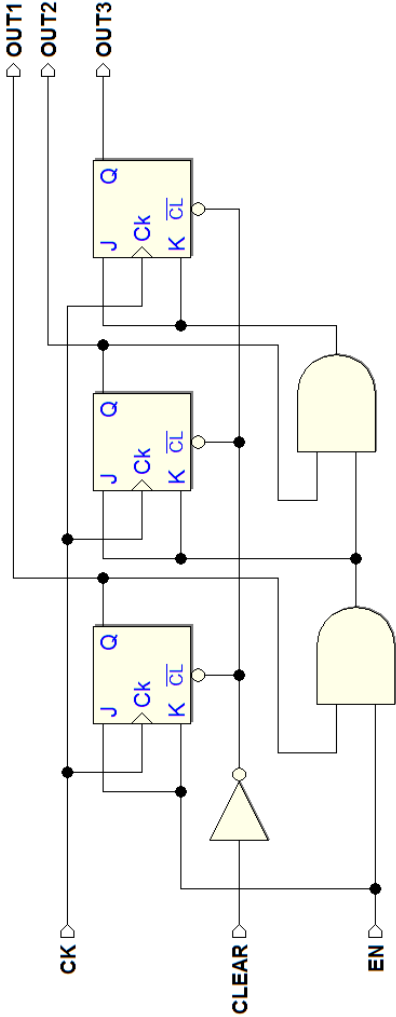 OUT1
OUT2
OUT3
J Q
Ck
K CL
J Q
Ck
K CL
J Q
Ck
K CL
CK
CLEAR
EN